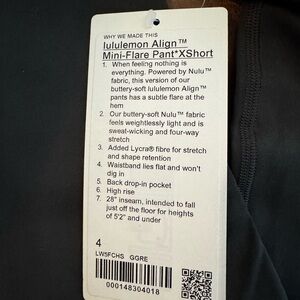 WHY WE MADE THIS
lululemon Align™
Mini-Flare Pant*XShort
1. When feeling nothing is
everything. Powered by Nulu™
fabric, this version of our
buttery-soft lululemon Align™
pants has a subtle flare at the
hem
2. Our buttery-soft Nulu™ fabric
feels weightlessly light and is
sweat-wicking and four-way
stretch
3. Added Lycra® fibre for stretch
and shape retention
4. Waistband lies flat and won't
dig in
5. Back drop-in pocket
6. High rise
7. 28" inseam, intended to fall
just off the floor for heights
of 5'2" and under
4
LW5FCHS GGRE
000148304018